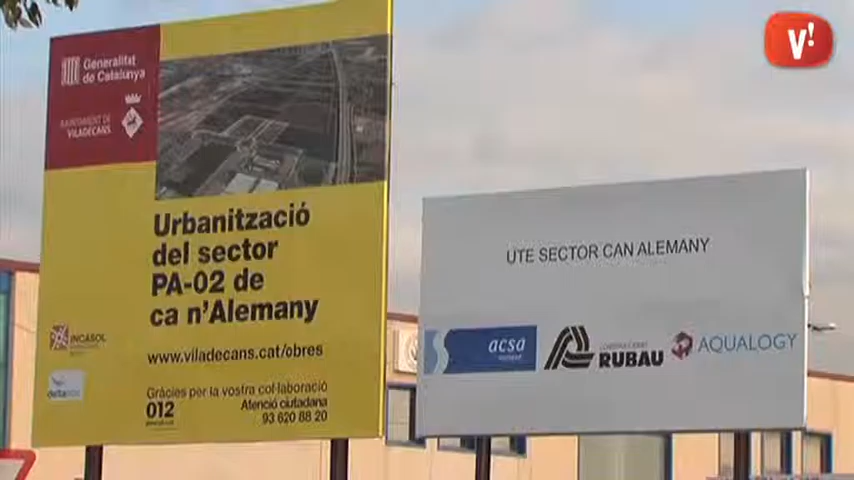 V!
Generalitat
de Catalunya
AJUNTAMENT DE
VILADECANS
Urbanització
del sector
PA-02 de
ca n'Alemany
INCASOL
www.viladecans.cat/obres
Gràcies per la vostra col·laboració
012
Atenció ciutadana
93 620 88 20
UTE SECTOR CAN ALEMANY
acsa
RUBAU
AQUALOGY